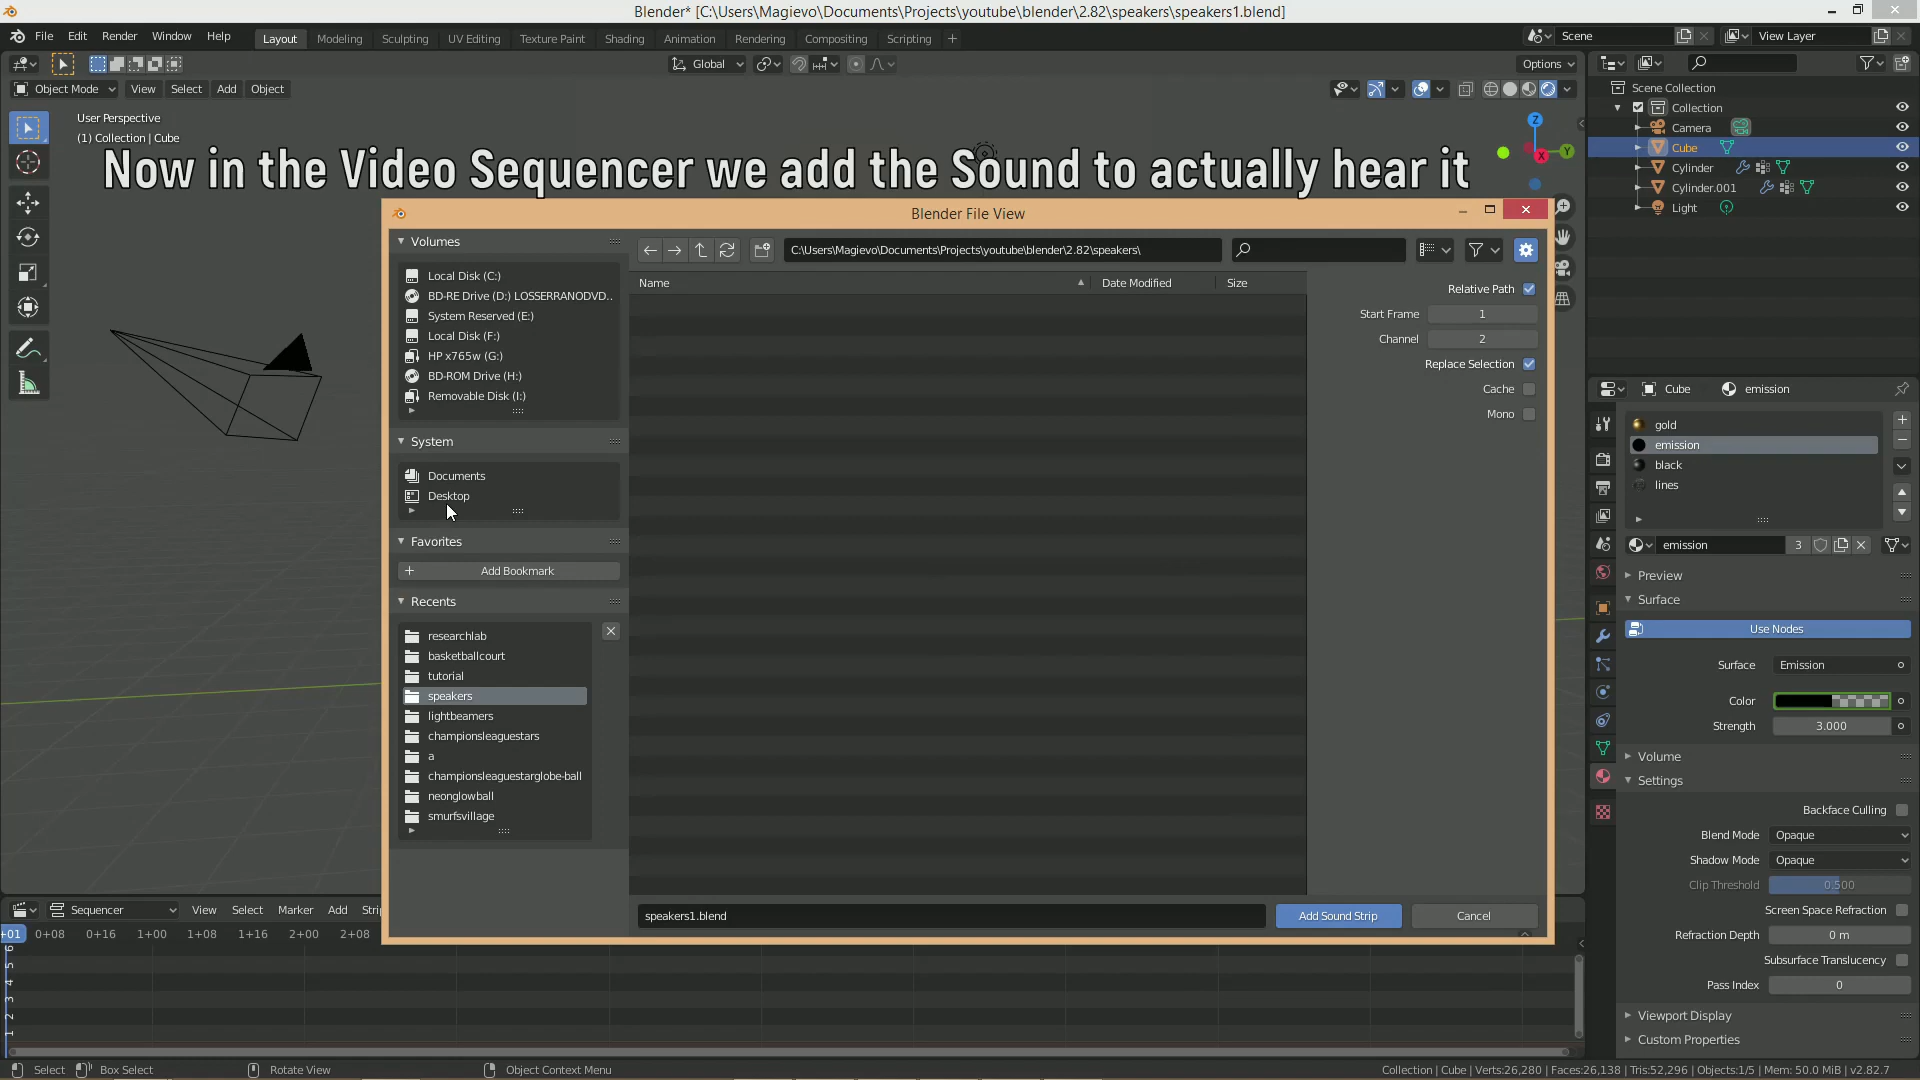 Blender* [C:\Users\Magievo\Documents\Projects\youtube\blender\2.82\speakers\speakers1.blend]
File Edit Render Window Help Layout Modeling Sculpting UV Editing Texture Paint Shading Animation Rendering Compositing Scripting + Scene View Layer
Global Options
Object Mode View Select Add Object
User Perspective
(1) Collection | Cube
Now in the Video Sequencer we add the Sound to actually hear it
Z
Y
X
Scene Collection
Collection
Camera
Cube
Cylinder
Cylinder.001
Light
Blender File View
Volumes
Local Disk (C:)
BD-RE Drive (D:) LOSSERRANODVD..
System Reserved (E:)
Local Disk (F:)
HP x765w (G:)
BD-ROM Drive (H:)
Removable Disk (I:)
System
Documents
Desktop
Favorites
Add Bookmark
Recents
researchlab
basketballcourt
tutorial
speakers
lightbeamers
championsleaguestars
a
championsleaguestarglobe-ball
neonglowball
smurfsvillage
C:\Users\Magievo\Documents\Projects\youtube\blender\2.82\speakers\
Name Date Modified Size
Relative Path
Start Frame 1
Channel 2
Replace Selection
Cache
Mono
speakers1.blend Add Sound Strip Cancel
Cube emission
gold
emission
black
lines
emission 3
Preview
Surface
Use Nodes
Surface Emission
Color
Strength 3.000
Volume
Settings
Backface Culling
Blend Mode Opaque
Shadow Mode Opaque
Clip Threshold 0.500
Screen Space Refraction
Refraction Depth 0 m
Subsurface Translucency
Pass Index 0
Viewport Display
Custom Properties
Sequencer View Select Marker Add Strip
+01 0+08 0+16 1+00 1+08 1+16 2+00 2+08
6
5
4
3
2
1
Select Box Select Rotate View Object Context Menu Collection | Cube | Verts:26,280 | Faces:26,138 | Tris:52,296 | Objects:1/5 | Mem: 50.0 MiB | v2.82.7